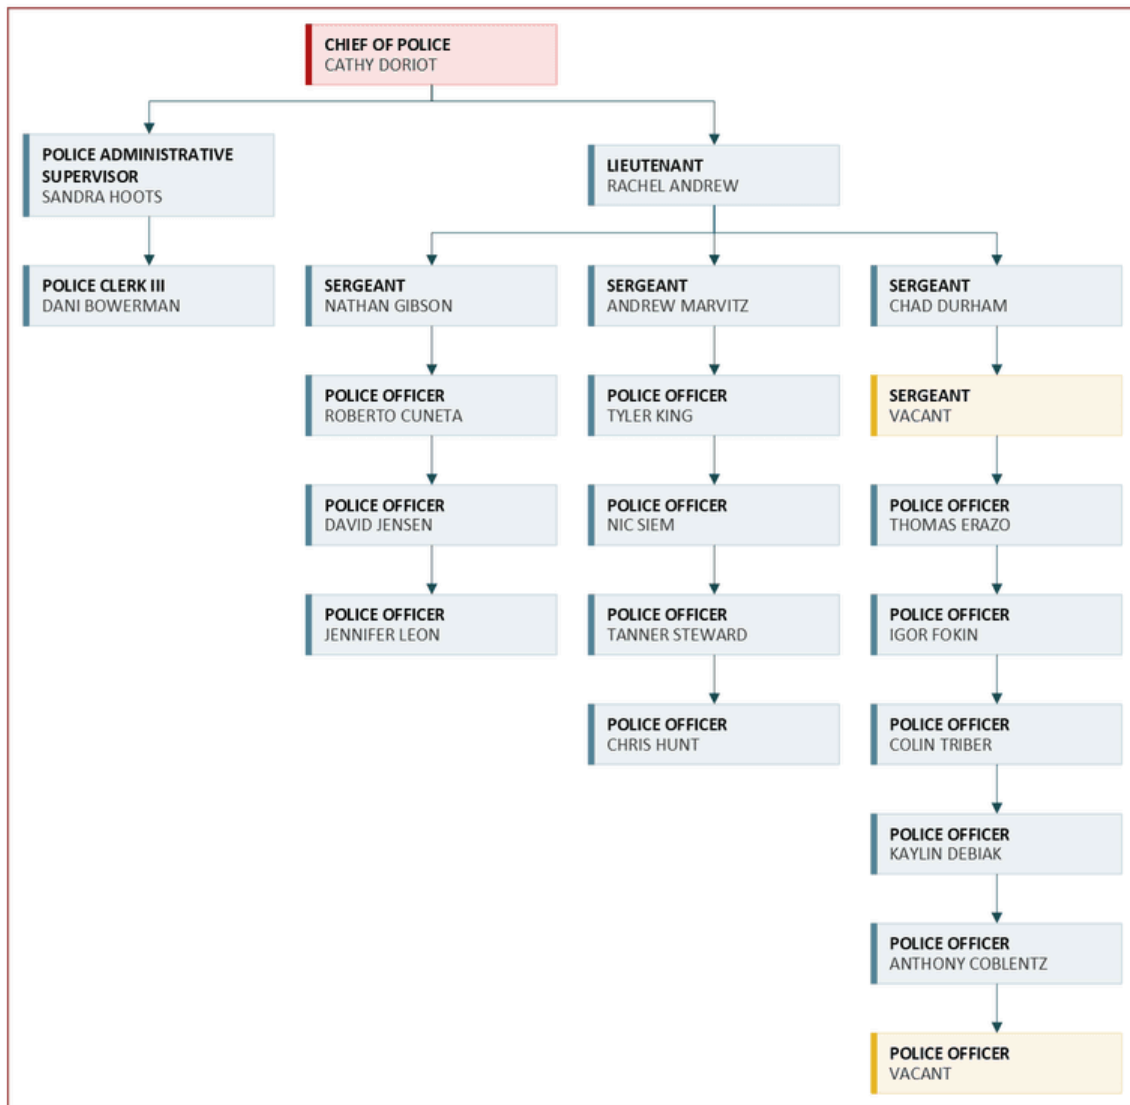 CHIEF OF POLICE
CATHY DORIOT
POLICE ADMINISTRATIVE
SUPERVISOR
SANDRA HOOTS
LIEUTENANT
RACHEL ANDREW
POLICE CLERK III
DANI BOWERMAN
SERGEANT
NATHAN GIBSON
SERGEANT
ANDREW MARVITZ
SERGEANT
CHAD DURHAM
POLICE OFFICER
ROBERTO CUNETA
POLICE OFFICER
TYLER KING
SERGEANT
VACANT
POLICE OFFICER
DAVID JENSEN
POLICE OFFICER
NIC SIEM
POLICE OFFICER
THOMAS ERAZO
POLICE OFFICER
JENNIFER LEON
POLICE OFFICER
TANNER STEWARD
POLICE OFFICER
IGOR FOKIN
POLICE OFFICER
CHRIS HUNT
POLICE OFFICER
COLIN TRIBER
POLICE OFFICER
KAYLIN DEBIAK
POLICE OFFICER
ANTHONY COBLENTZ
POLICE OFFICER
VACANT